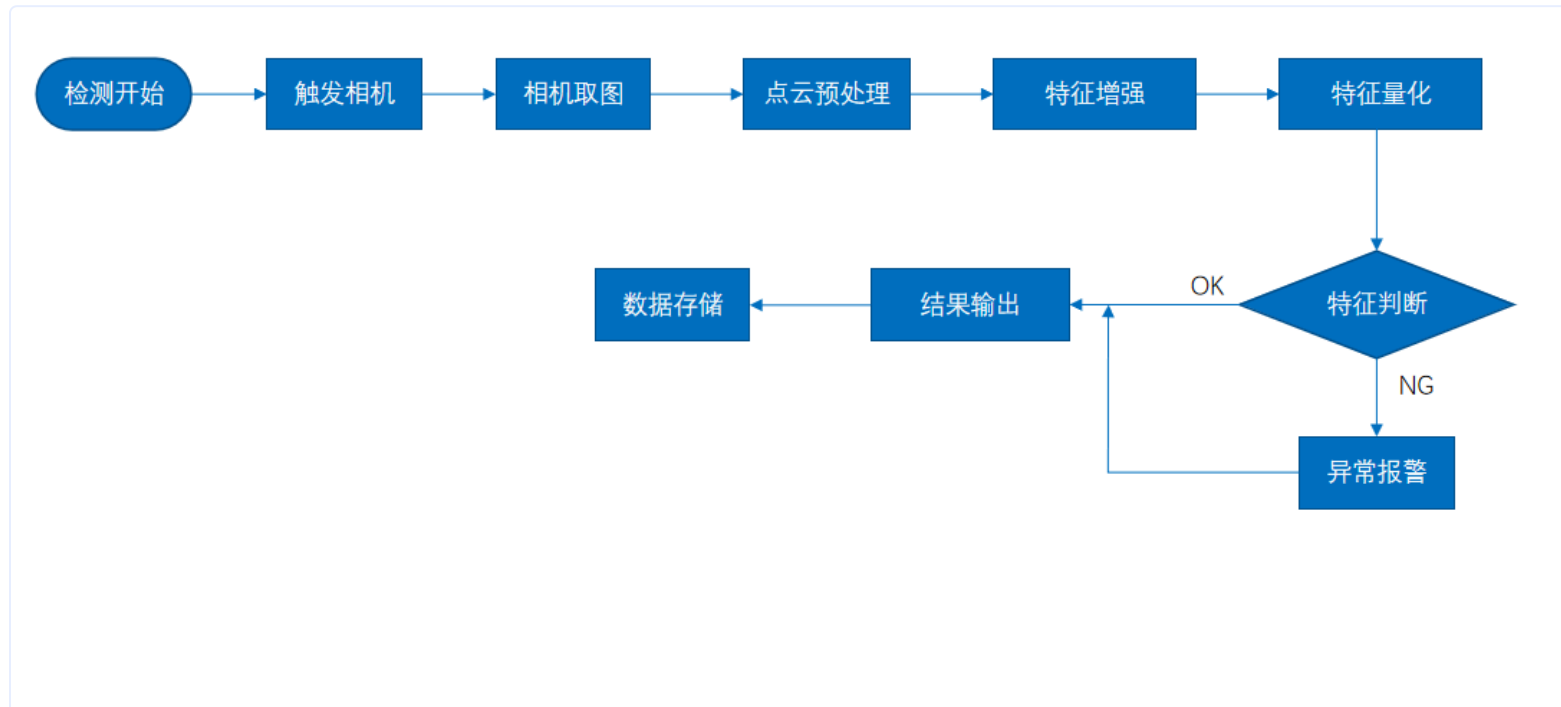 检测开始
触发相机
相机取图
点云预处理
特征增强
特征量化
特征判断
OK
结果输出
数据存储
NG
异常报警